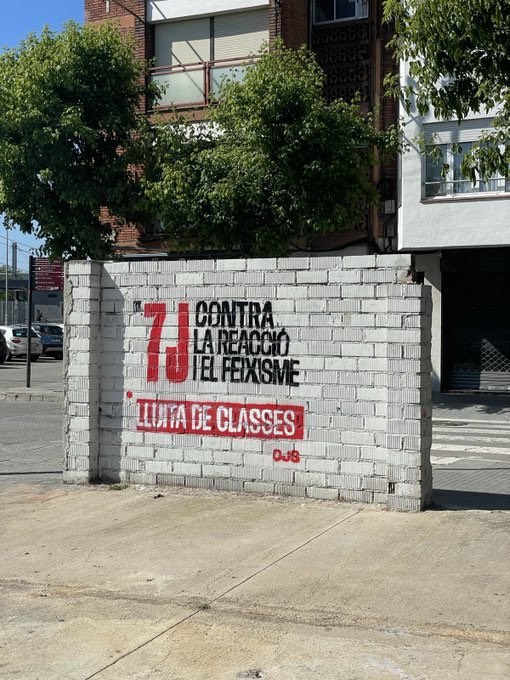 7J
CONTRA
LA REACCIÓ
I EL FEIXISME
LLUITA DE CLASSES
DJS